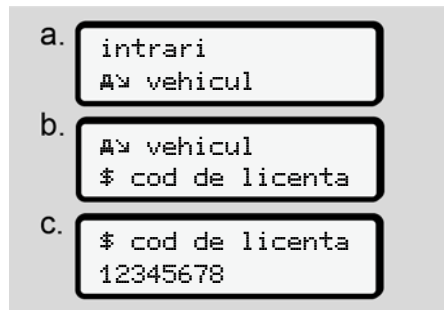 a.
intrari
vehicul
b.
vehicul
$ cod de licenta
c.
$ cod de licenta
12345678